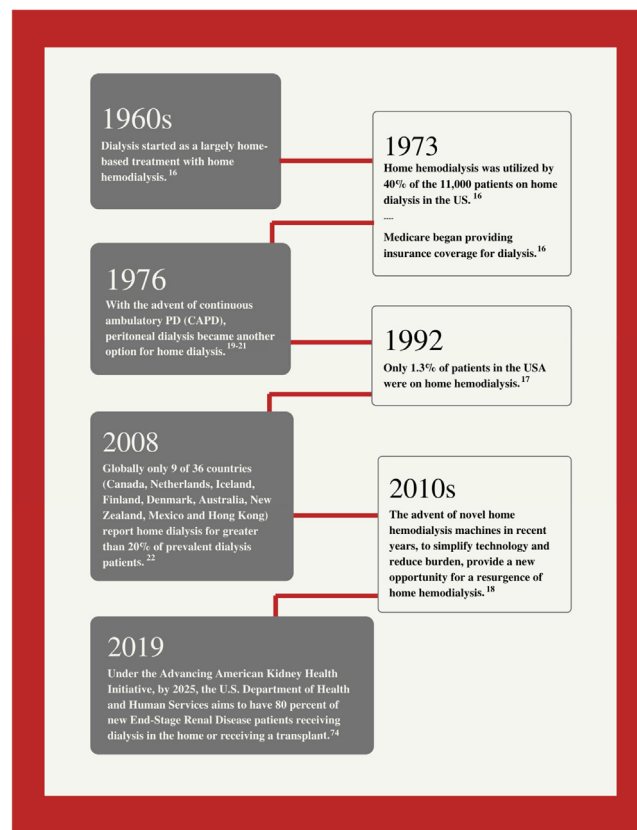 1960s
Dialysis started as a largely home-
based treatment with home
hemodialysis. 16
1973
Home hemodialysis was utilized by
40% of the 11,000 patients on home
dialysis in the US. 16
....
Medicare began providing
insurance coverage for dialysis.16
1976
With the advent of continuous
ambulatory PD (CAPD),
peritoneal dialysis became another
option for home dialysis.19-21
1992
Only 1.3% of patients in the USA
were on home hemodialysis.17
2008
Globally only 9 of 36 countries
(Canada, Netherlands, Iceland,
Finland, Denmark, Australia, New
Zealand, Mexico and Hong Kong)
report home dialysis for greater
than 20% of prevalent dialysis
patients. 22
2010s
The advent of novel home
hemodialysis machines in recent
years, to simplify technology and
reduce burden, provide a new
opportunity for a resurgence of
home hemodialysis. 18
2019
Under the Advancing American Kidney Health
Initiative, by 2025, the U.S. Department of Health
and Human Services aims to have 80 percent of
new End-Stage Renal Disease patients receiving
dialysis in the home or receiving a transplant.74